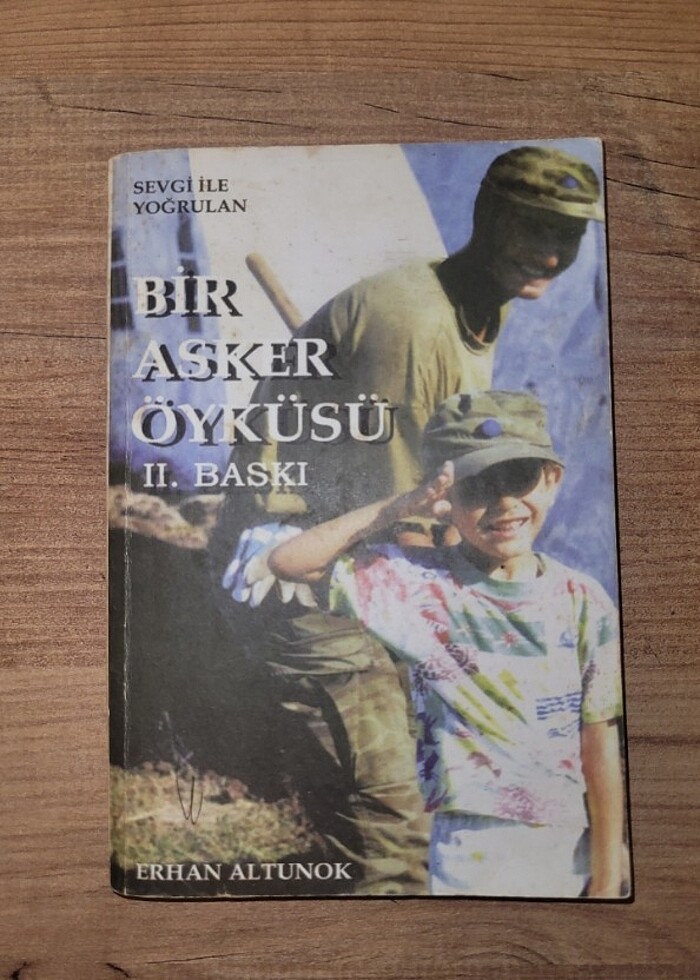 SEVGİ İLE
YOĞRULAN
BİR
ASKER
ÖYKÜSÜ
II. BASKI
ERHAN ALTUNOK